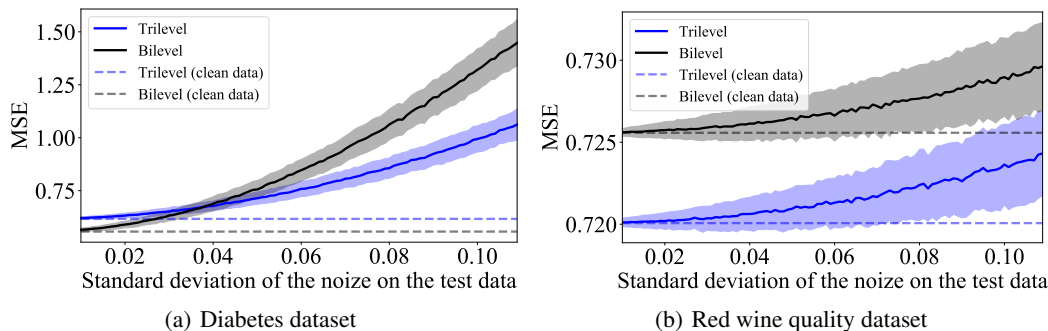 1.50
1.25
1.00
0.75
MSE
Trilevel
Bilevel
Trilevel (clean data)
Bilevel (clean data)
0.02 0.04 0.06 0.08 0.10
Standard deviation of the noize on the test data
(a) Diabetes dataset
0.730
0.725
0.720
MSE
Trilevel
Bilevel
Trilevel (clean data)
Bilevel (clean data)
0.02 0.04 0.06 0.08 0.10
Standard deviation of the noize on the test data
(b) Red wine quality dataset